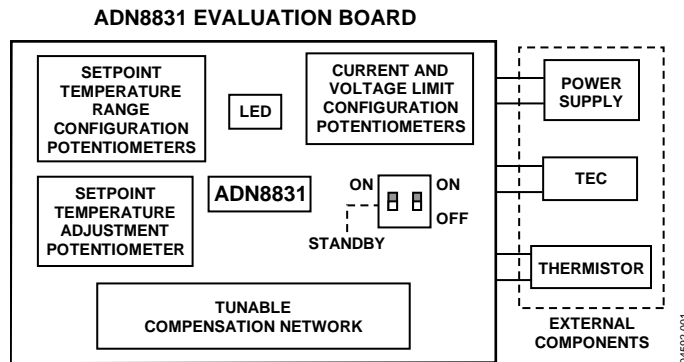 ADN8831 EVALUATION BOARD
SETPOINT
TEMPERATURE
RANGE
CONFIGURATION
POTENTIOMETERS
LED
CURRENT AND
VOLTAGE LIMIT
CONFIGURATION
POTENTIOMETERS
POWER
SUPPLY
SETPOINT
TEMPERATURE
ADJUSTMENT
POTENTIOMETER
ADN8831
ON
ON
OFF
STANDBY
TEC
THERMISTOR
TUNABLE
COMPENSATION NETWORK
EXTERNAL
COMPONENTS